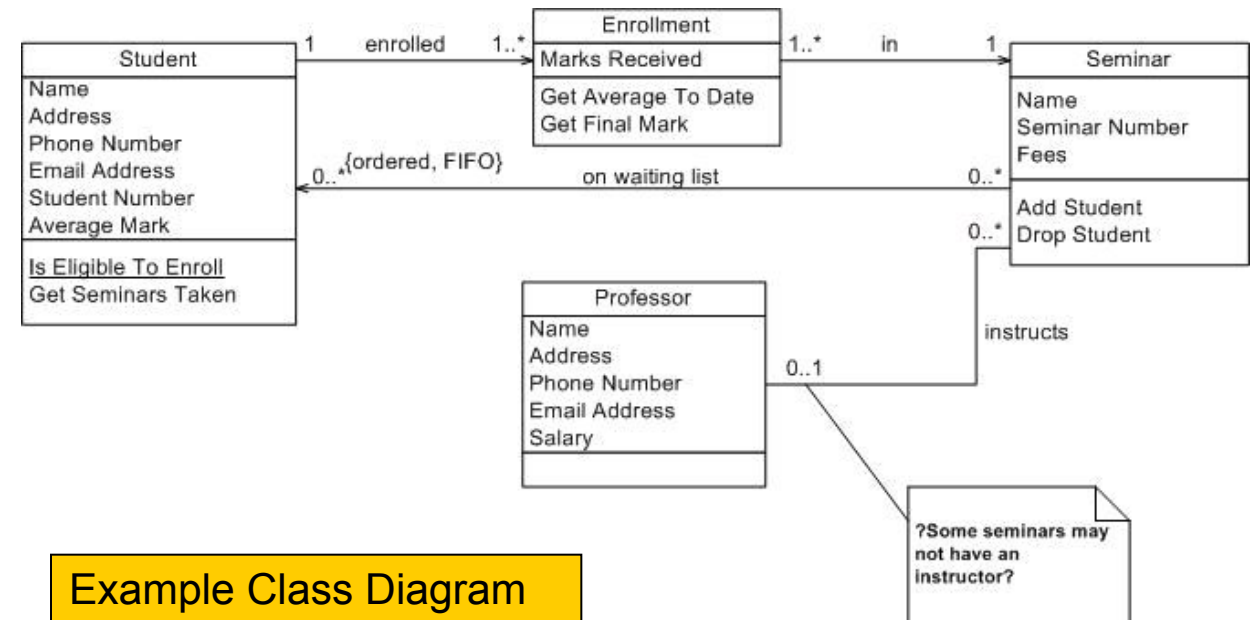 Student
Name
Address
Phone Number
Email Address
Student Number
Average Mark
Is Eligible To Enroll
Get Seminars Taken
1 enrolled 1..*
Enrollment
Marks Received
Get Average To Date
Get Final Mark
1..* in 1
Seminar
Name
Seminar Number
Fees
Add Student
Drop Student
{ordered, FIFO}
0..* on waiting list 0..*
0..*
instructs
0..1
Professor
Name
Address
Phone Number
Email Address
Salary
?Some seminars may
not have an
instructor?
Example Class Diagram